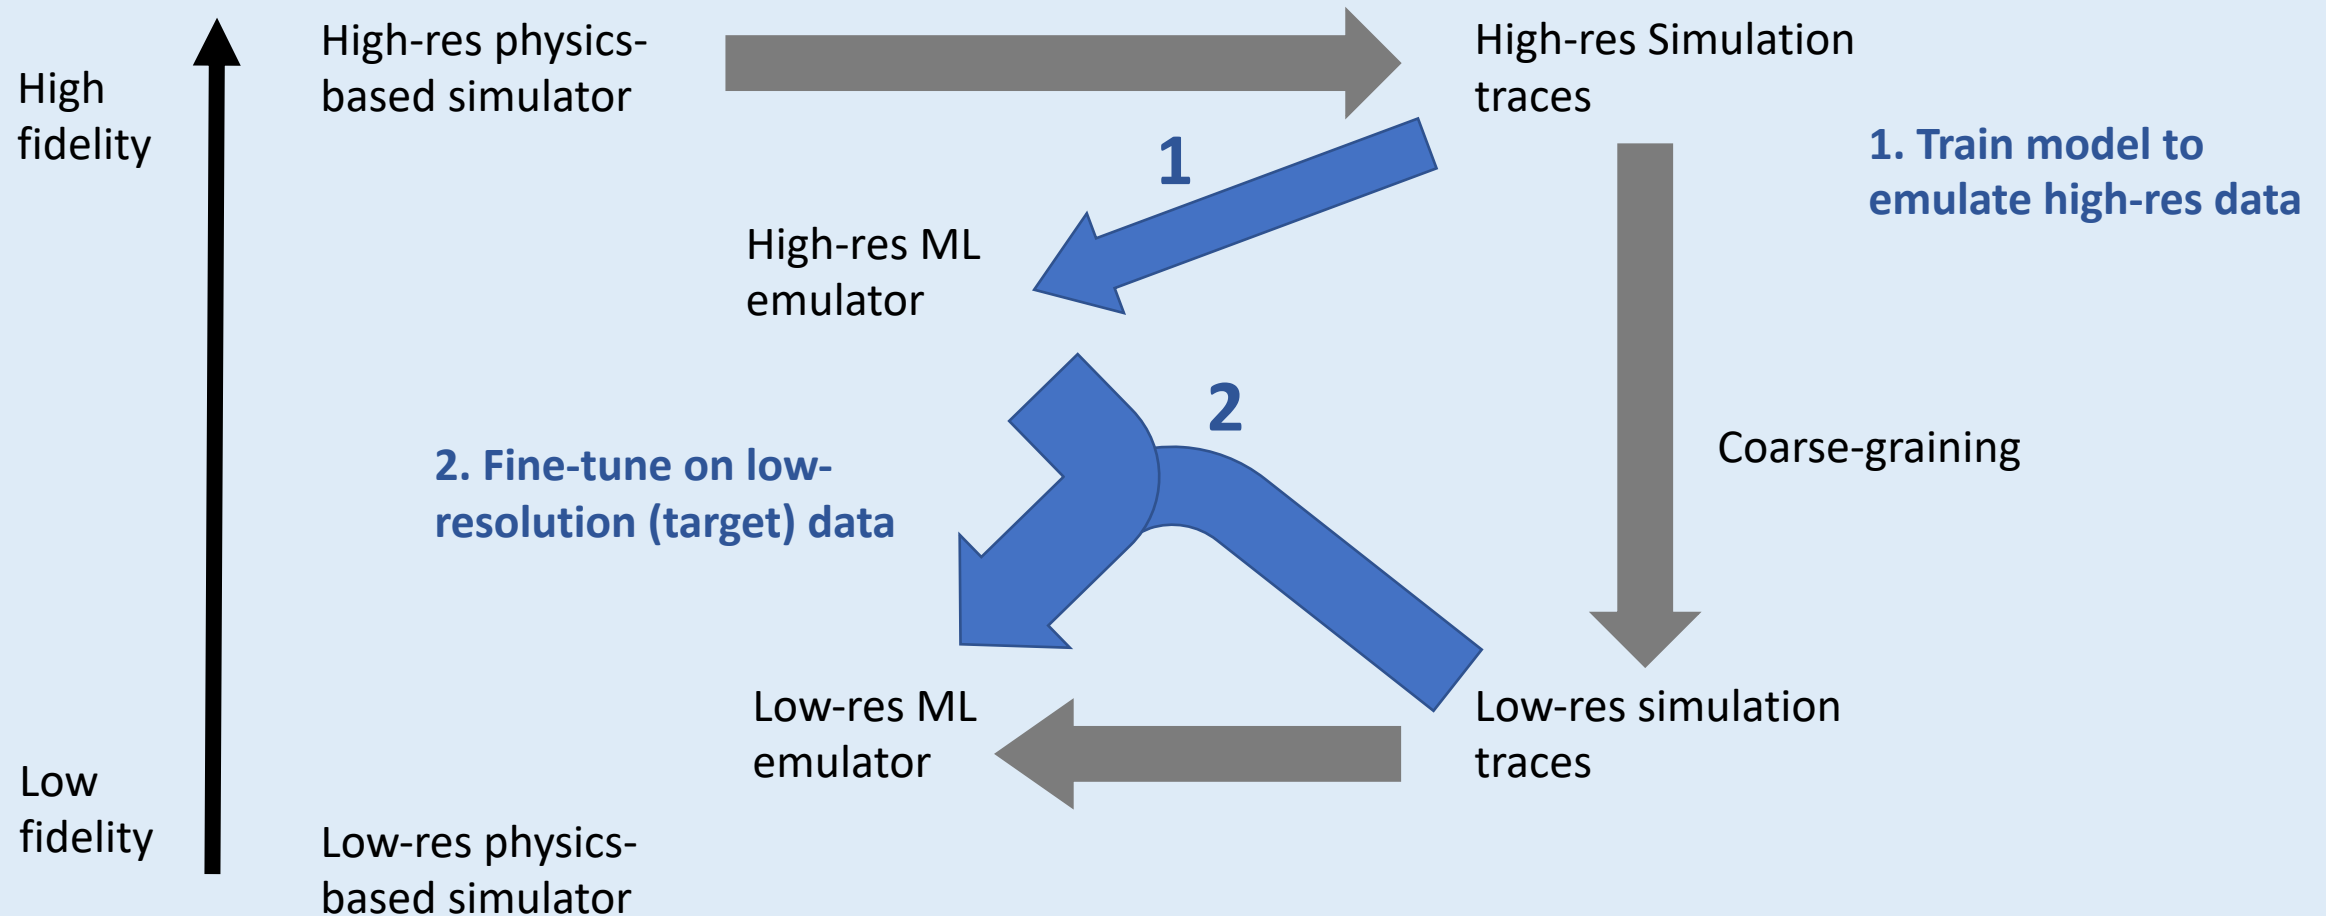 High
fidelity
High-res physics-
based simulator
High-res Simulation
traces
1
1. Train model to
emulate high-res data
High-res ML
emulator
2
2. Fine-tune on low-
resolution (target) data
Coarse-graining
Low-res ML
emulator
Low-res simulation
traces
Low
fidelity
Low-res physics-
based simulator